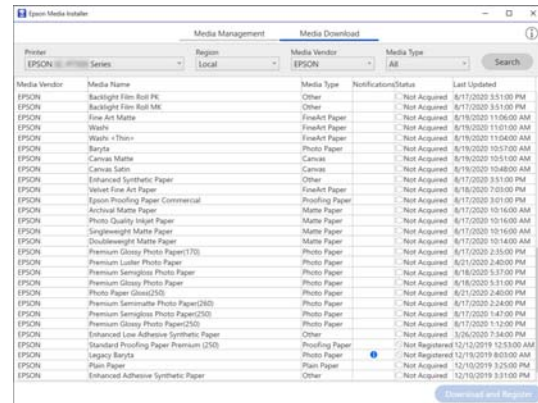 Epson Media Installer
Media Management Media Download
Printer Region Media Vendor Media Type
EPSON Series Local EPSON All Search
Media Vendor Media Name Media Type Notifications Status Last Updated
EPSON Backlight Film Roll PK Other Not Acquired 8/17/2020 3:51:00 PM
EPSON Backlight Film Roll MK Other Not Acquired 8/17/2020 3:51:00 PM
EPSON Fine Art Matte FineArt Paper Not Acquired 8/19/2020 11:06:00 AM
EPSON Washi FineArt Paper Not Acquired 8/19/2020 11:01:00 AM
EPSON Washi <Thin> FineArt Paper Not Acquired 8/19/2020 11:04:00 AM
EPSON Baryta Photo Paper Not Acquired 8/19/2020 10:57:00 AM
EPSON Canvas Matte Canvas Not Acquired 8/19/2020 10:51:00 AM
EPSON Canvas Satin Canvas Not Acquired 8/19/2020 10:48:00 AM
EPSON Enhanced Synthetic Paper Other Not Acquired 8/17/2020 3:51:00 PM
EPSON Velvet Fine Art Paper FineArt Paper Not Acquired 8/18/2020 7:03:00 PM
EPSON Epson Proofing Paper Commercial Proofing Paper Not Acquired 8/17/2020 3:01:00 PM
EPSON Archival Matte Paper Matte Paper Not Acquired 8/17/2020 10:16:00 AM
EPSON Photo Quality Inkjet Paper Matte Paper Not Acquired 8/17/2020 10:16:00 AM
EPSON Singleweight Matte Paper Matte Paper Not Acquired 8/17/2020 10:16:00 AM
EPSON Doubleweight Matte Paper Matte Paper Not Acquired 8/17/2020 10:14:00 AM
EPSON Premium Glossy Photo Paper(170) Photo Paper Not Acquired 8/17/2020 2:35:00 PM
EPSON Premium Luster Photo Paper Photo Paper Not Acquired 8/21/2020 2:40:00 PM
EPSON Premium Semigloss Photo Paper Photo Paper Not Acquired 8/18/2020 5:37:00 PM
EPSON Premium Glossy Photo Paper Photo Paper Not Acquired 8/18/2020 5:31:00 PM
EPSON Photo Paper Gloss(250) Photo Paper Not Acquired 8/21/2020 2:40:00 PM
EPSON Premium Semimatte Photo Paper(260) Photo Paper Not Acquired 8/17/2020 2:24:00 PM
EPSON Premium Semigloss Photo Paper(250) Photo Paper Not Acquired 8/17/2020 1:47:00 PM
EPSON Premium Glossy Photo Paper(250) Photo Paper Not Acquired 8/17/2020 1:12:00 PM
EPSON Enhanced Low Adhesive Synthetic Paper Other Not Acquired 3/26/2020 7:34:00 PM
EPSON Standard Proofing Paper Premium (250) Proofing Paper Not Registered 12/12/2019 12:53:00 AM
EPSON Legacy Baryta Photo Paper Not Registered 12/19/2019 8:03:00 AM
EPSON Plain Paper Plain Paper Not Acquired 12/10/2019 3:25:00 PM
EPSON Enhanced Adhesive Synthetic Paper Other Not Acquired 12/10/2019 3:31:00 PM
Download and Register